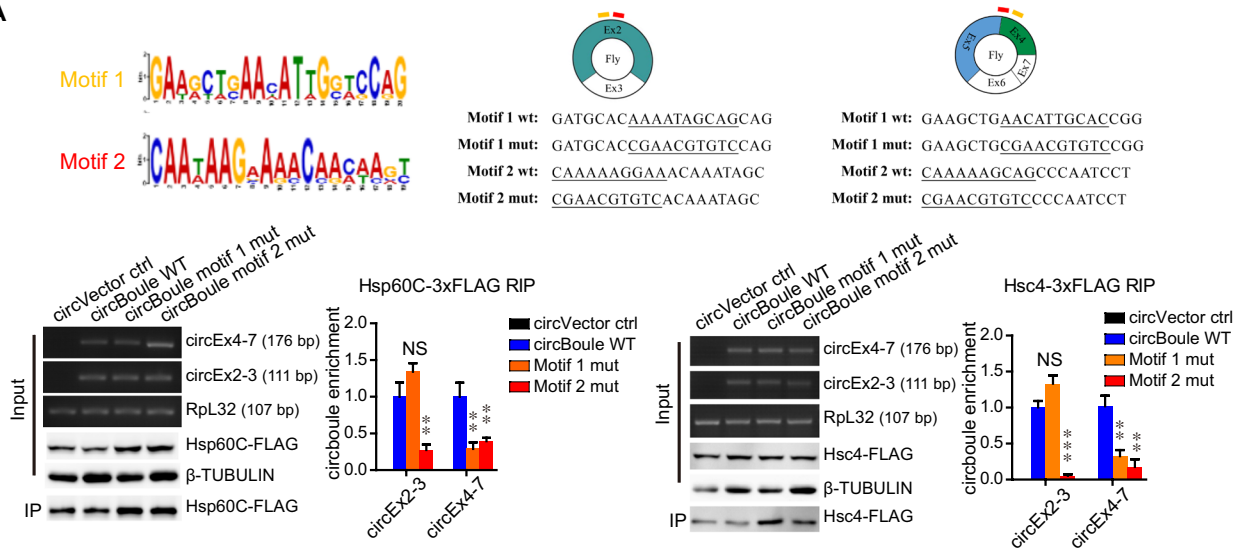 A
Motif 1
GAAGCTGAACATTGGTCCAG
Motif 2
CAATAAGAAAACAACAAGT
Ex2
Fly
Ex3
Motif 1 wt: GATGCACAAAATAGCAGCAG
Motif 1 mut: GATGCACCGAACGTGTCCAG
Motif 2 wt: CAAAAAGGAAACAAATAGC
Motif 2 mut: CGAACGTGTCACAAATAGC
Ex4
Ex5
Fly
Ex7
Ex6
Motif 1 wt: GAAGCTGAACATTGCACCGG
Motif 1 mut: GAAGCTGCGAACGTGTCCGG
Motif 2 wt: CAAAAAGCAGCCCAATCCT
Motif 2 mut: CGAACGTGTCCCCAATCCT
circVector ctrl
circBoule WT
circBoule motif 1 mut
circBoule motif 2 mut
Input
circEx4-7 (176 bp)
circEx2-3 (111 bp)
RpL32 (107 bp)
Hsp60C-FLAG
β-TUBULIN
IP
Hsp60C-FLAG
Hsp60C-3xFLAG RIP
circVector ctrl
circBoule WT
Motif 1 mut
Motif 2 mut
circboule enrichment
2.0
1.5
1.0
0.5
0.0
NS
**
**
**
circEx2-3
circEx4-7
circVector ctrl
circBoule WT
circBoule motif 1 mut
circBoule motif 2 mut
Input
circEx4-7 (176 bp)
circEx2-3 (111 bp)
RpL32 (107 bp)
Hsc4-FLAG
β-TUBULIN
IP
Hsc4-FLAG
Hsc4-3xFLAG RIP
circVector ctrl
circBoule WT
Motif 1 mut
Motif 2 mut
circboule enrichment
2.0
1.5
1.0
0.5
0.0
NS
***
**
**
circEx2-3
circEx4-7